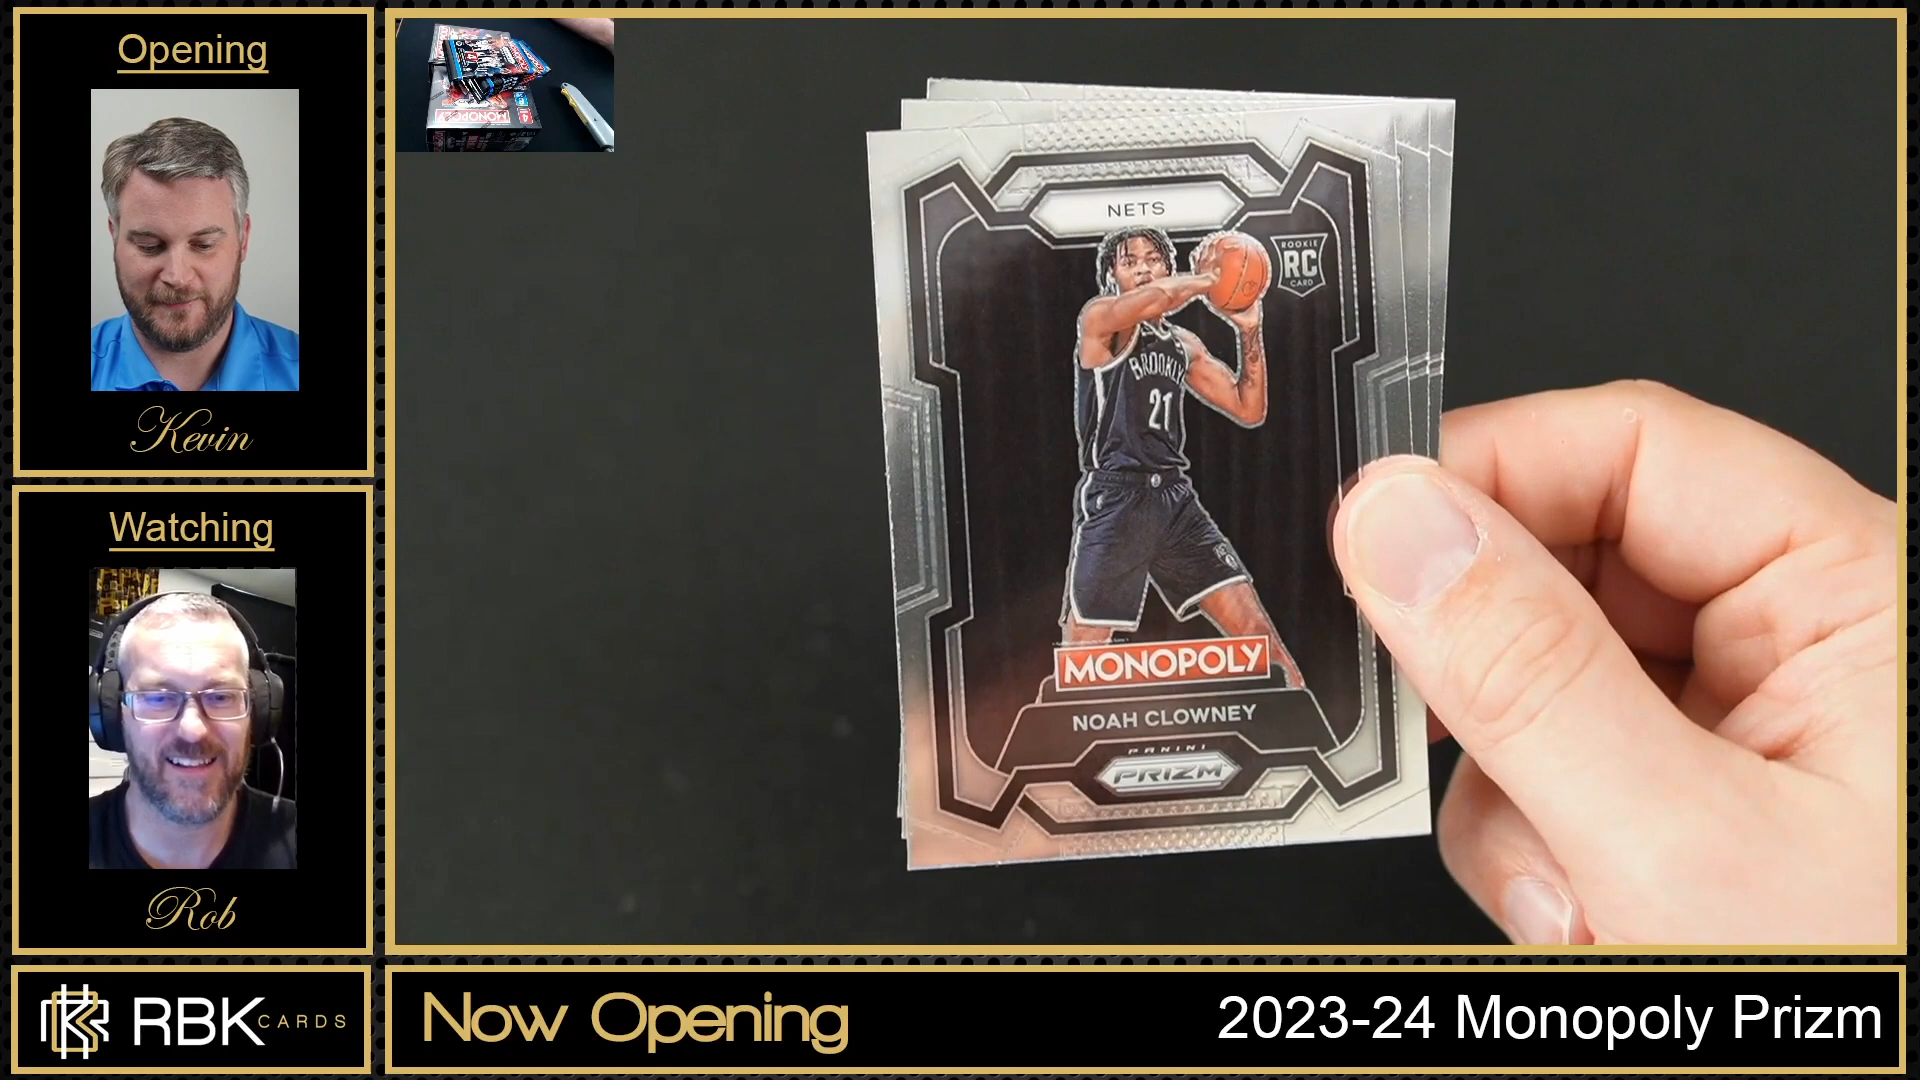 Opening
Kevin
Watching
Rob
RBK CARDS
MONOPOLY
NETS
ROOKIE
RC
CARD
BROOKLYN
21
MONOPOLY
NOAH CLOWNEY
PANINI
PRIZM
Now Opening
2023-24 Monopoly Prizm